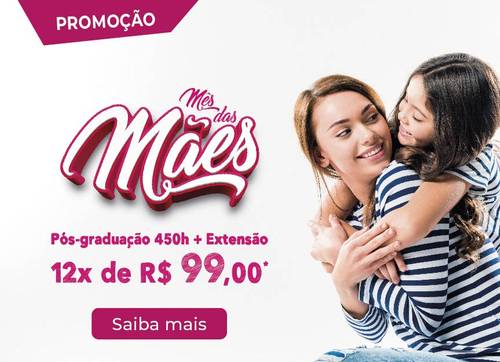 PROMOÇÃO
Mês das
Mães
Pós-graduação 450h + Extensão
12x de R$ 99,00*
Saiba mais